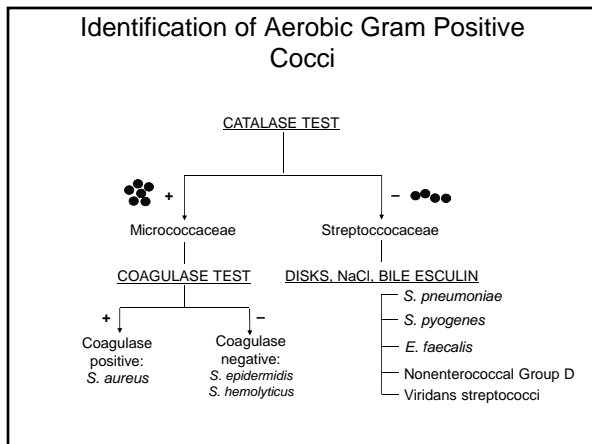 Identification of Aerobic Gram Positive
Cocci
CATALASE TEST
+
–
Micrococcaceae
Streptoccocaceae
COAGULASE TEST
DISKS, NaCl, BILE ESCULIN
+
–
Coagulase
positive:
S. aureus
Coagulase
negative:
S. epidermidis
S. hemolyticus
S. pneumoniae
S. pyogenes
E. faecalis
Nonenterococcal Group D
Viridans streptococci